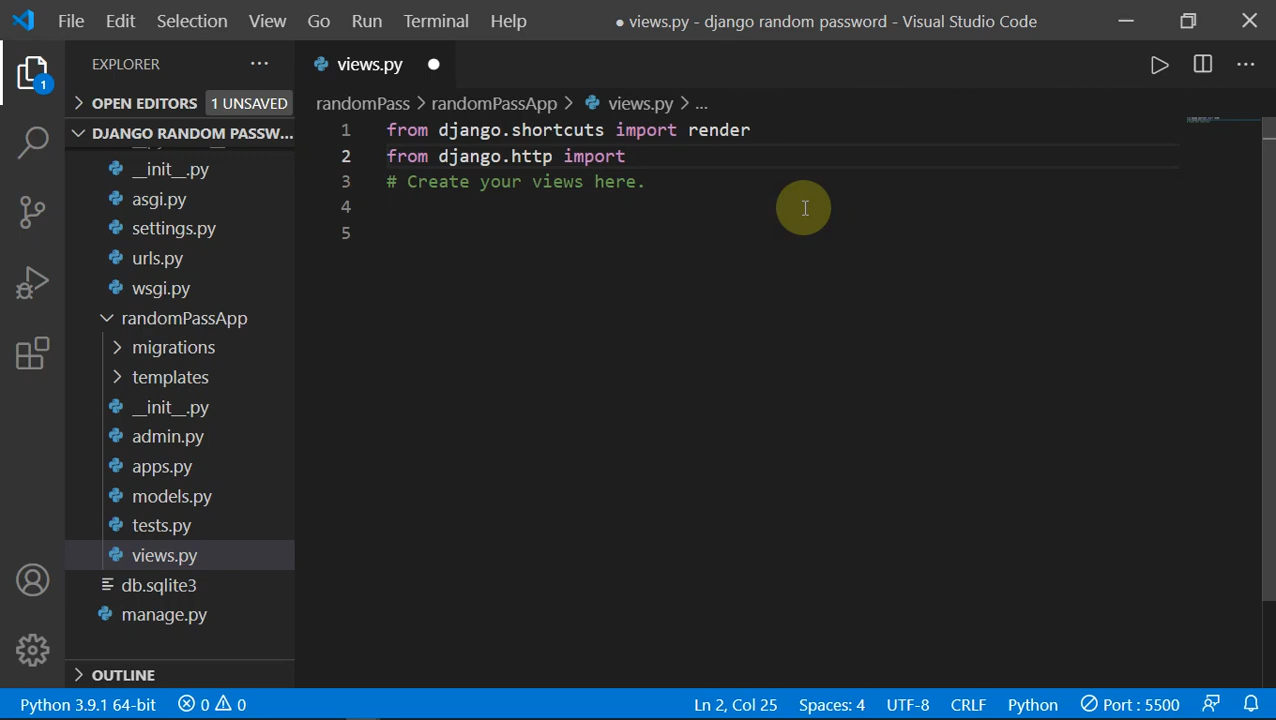 File Edit Selection View Go Run Terminal Help
● views.py - django random password - Visual Studio Code
EXPLORER ...
views.py
OPEN EDITORS 1 UNSAVED
DJANGO RANDOM PASSW...
randomPass > randomPassApp > views.py > ...
1 from django.shortcuts import render
2 from django.http import
3 # Create your views here.
4
5
1
__init__.py
asgi.py
settings.py
urls.py
wsgi.py
randomPassApp
migrations
templates
__init__.py
admin.py
apps.py
models.py
tests.py
views.py
db.sqlite3
manage.py
OUTLINE
Python 3.9.1 64-bit 0 0 Ln 2, Col 25 Spaces: 4 UTF-8 CRLF Python Port : 5500